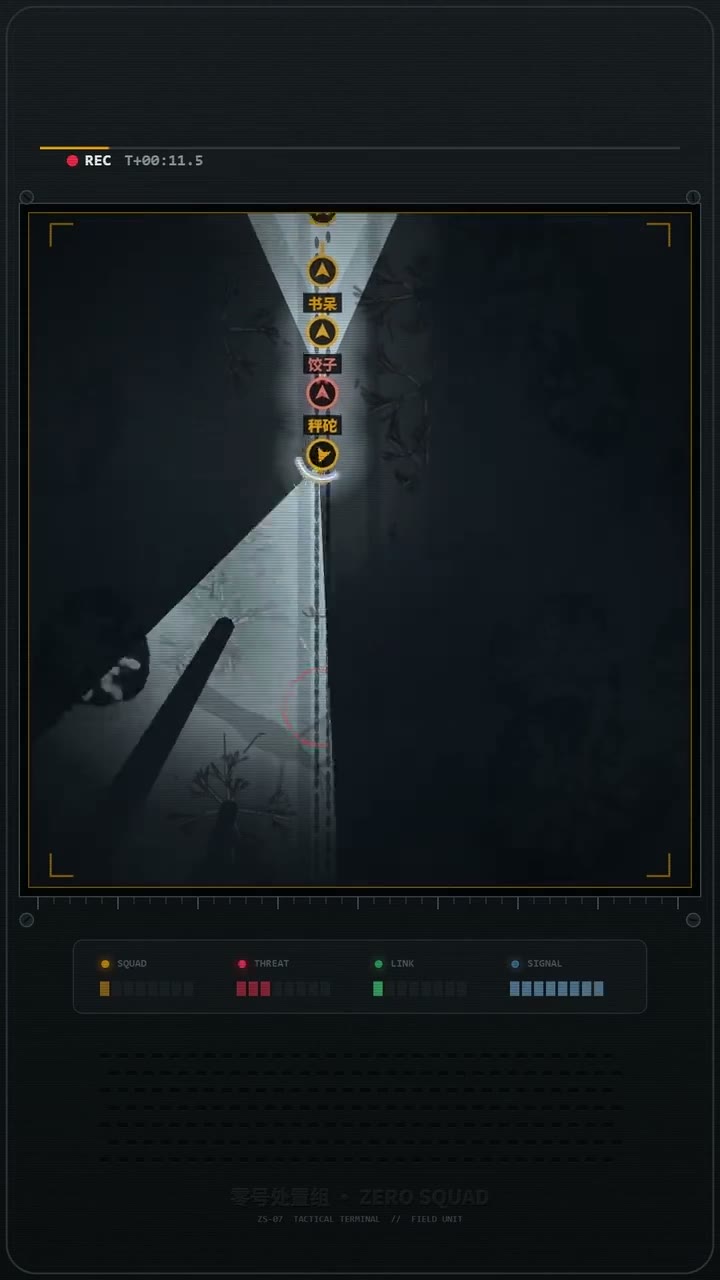 REC T+00:11.5
书呆
饺子
秤砣
SQUAD THREAT LINK SIGNAL
零号处置组 · ZERO SQUAD
ZS-07 TACTICAL TERMINAL // FIELD UNIT